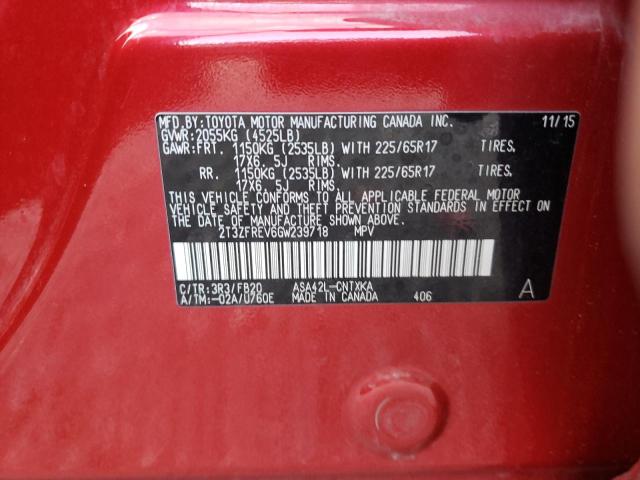 MFD.BY:TOYOTA MOTOR MANUFACTURING CANADA INC. 11/15
GVWR:2055KG (4525LB)
GAWR:FRT. 1150KG (2535LB) WITH 225/65R17 TIRES,
17X6.5J RIMS,
RR. 1150KG (2535LB) WITH 225/65R17 TIRES,
17X6.5J RIMS,
THIS VEHICLE CONFORMS TO ALL APPLICABLE FEDERAL MOTOR
VEHICLE SAFETY AND THEFT PREVENTION STANDARDS IN EFFECT ON
THE DATE OF MANUFACTURE SHOWN ABOVE.
2T3ZFREV6GW239718 MPV
C/TR:3R3/FB20 ASA42L-CNTXKA
A/TM:-02A/U760E MADE IN CANADA 406 A